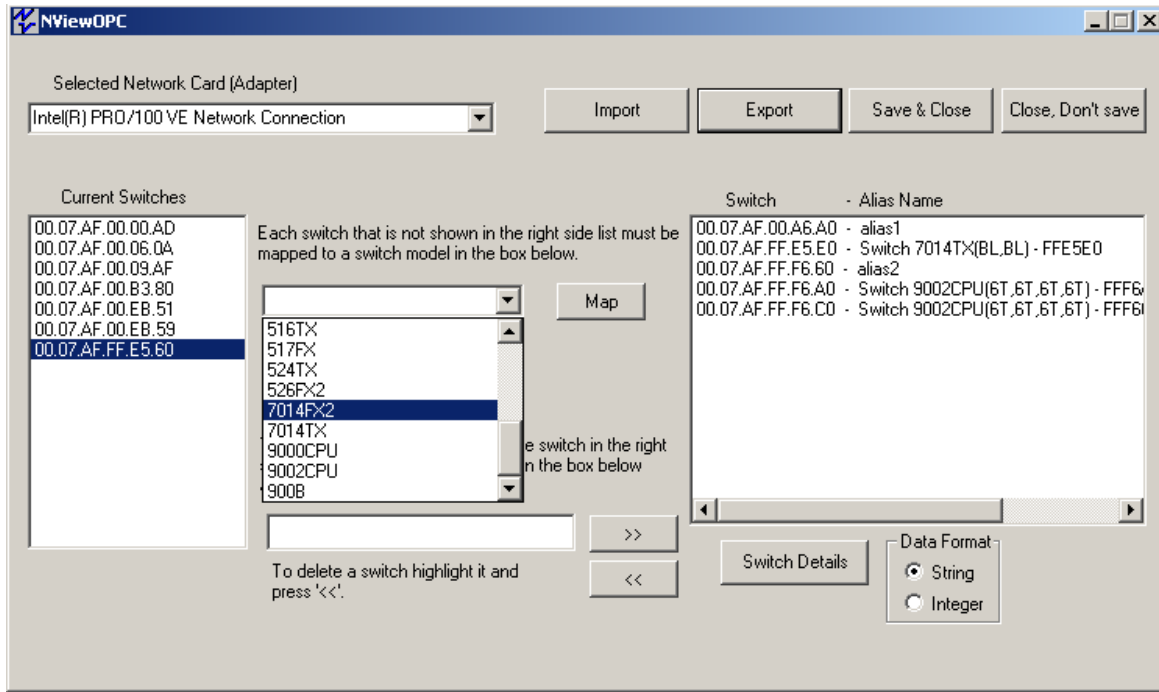 NViewOPC
Selected Network Card (Adapter)
Intel(R) PRO/100 VE Network Connection
Import
Export
Save & Close
Close, Don't save
Current Switches
00.07.AF.00.00.AD
00.07.AF.00.06.0A
00.07.AF.00.09.AF
00.07.AF.00.B3.80
00.07.AF.00.EB.51
00.07.AF.00.EB.59
00.07.AF.FF.E5.60
Each switch that is not shown in the right side list must be
mapped to a switch model in the box below.
Map
516TX
517FX
524TX
526FX2
7014FX2
7014TX
9000CPU
9002CPU
900B
e switch in the right
n the box below
>>
<<
To delete a switch highlight it and
press '<<'.
Switch - Alias Name
00.07.AF.00.A6.A0 - alias1
00.07.AF.FF.E5.E0 - Switch 7014TX(BL,BL) - FFE5E0
00.07.AF.FF.F6.60 - alias2
00.07.AF.FF.F6.A0 - Switch 9002CPU(6T,6T,6T,6T) - FFF6
00.07.AF.FF.F6.C0 - Switch 9002CPU(6T,6T,6T,6T) - FFF6
Switch Details
Data Format
String
Integer